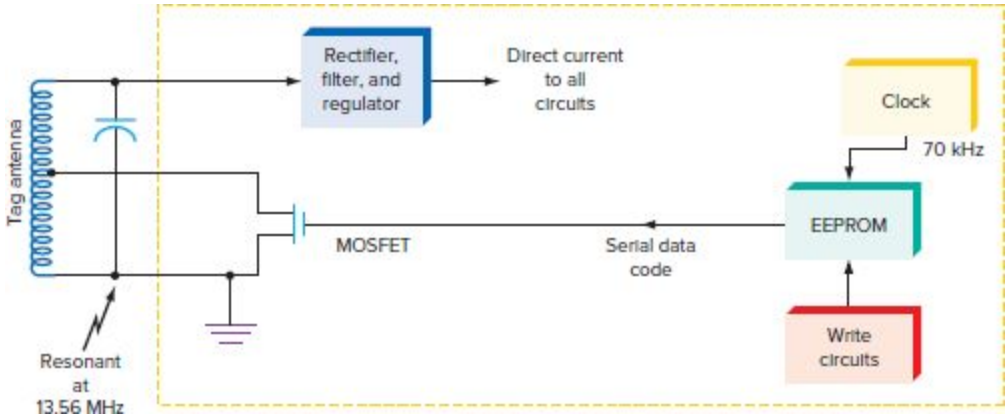 Rectifier,
filter, and
regulator
Direct current
to all
circuits
Clock
70 kHz
Tag antenna
MOSFET
Serial data
code
EEPROM
Write
circuits
Resonant
at
13.56 MHz